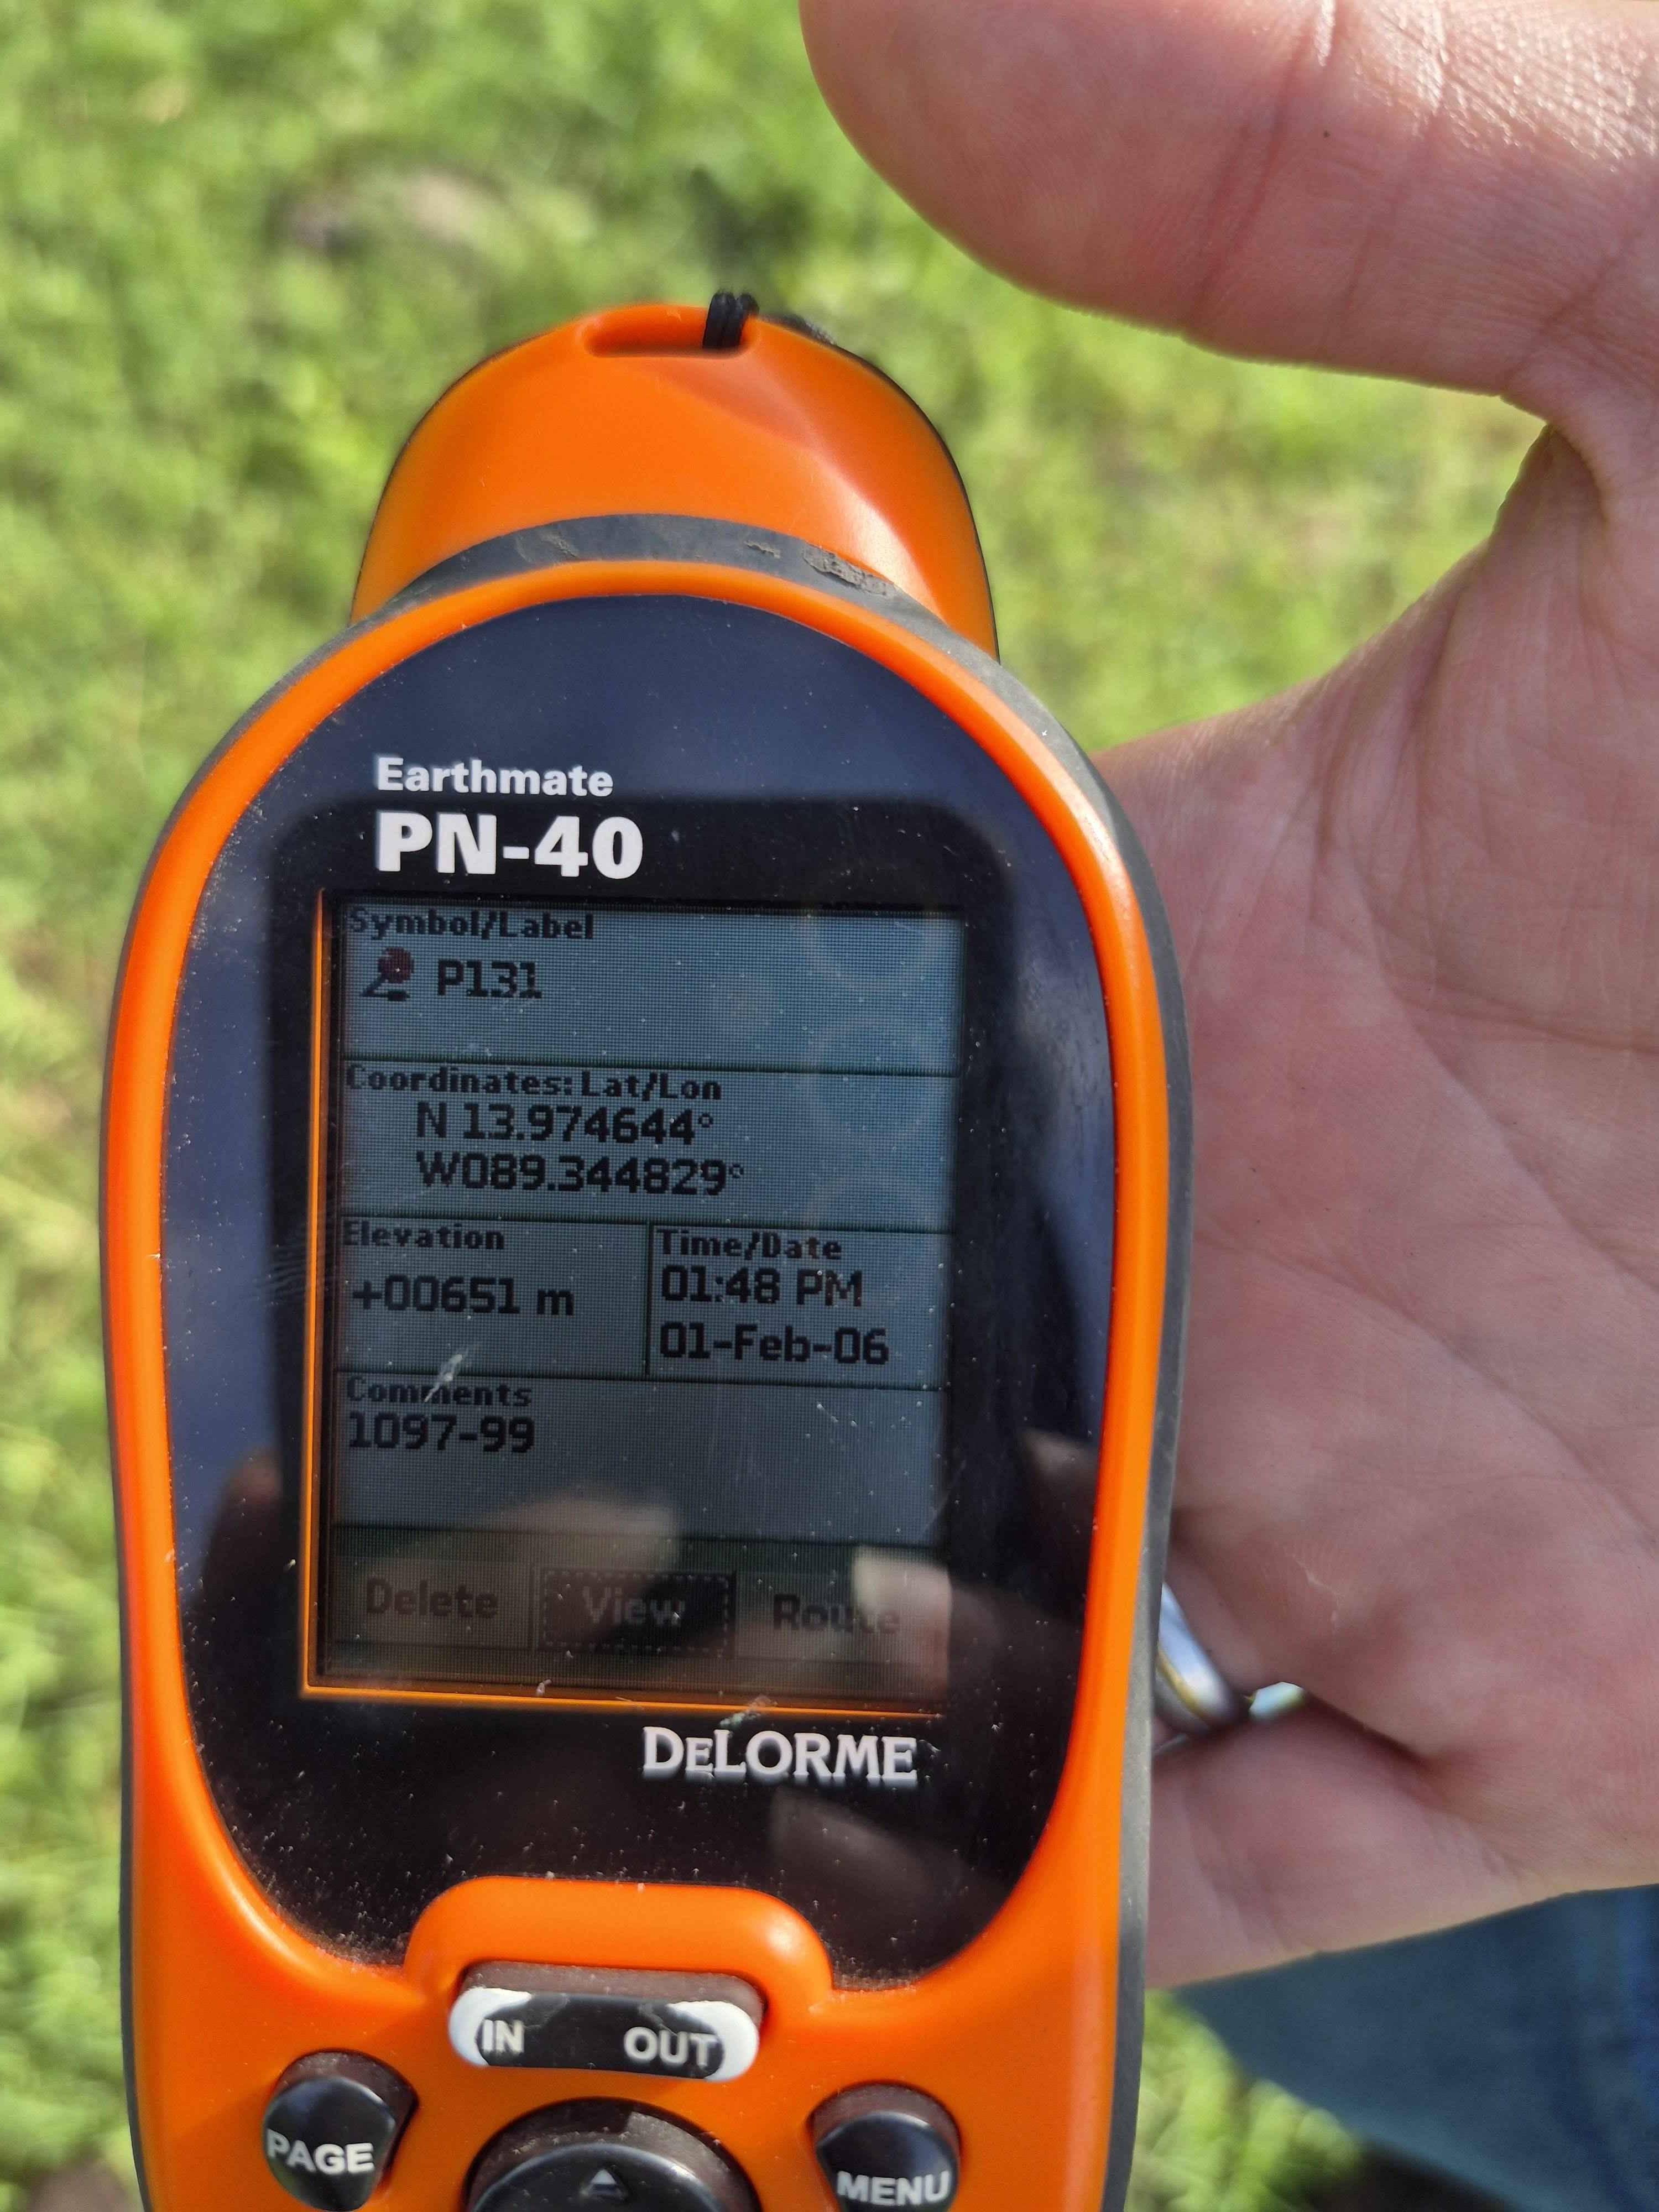 Earthmate
PN-40
Symbol/Label
P131
Coordinates: Lat/Lon
N 13.974644°
W089.344829°
Elevation
+00651 m
Time/Date
01:48 PM
01-Feb-06
Comments
1097-99
Delete View Route
DeLORME
IN OUT
PAGE
MENU